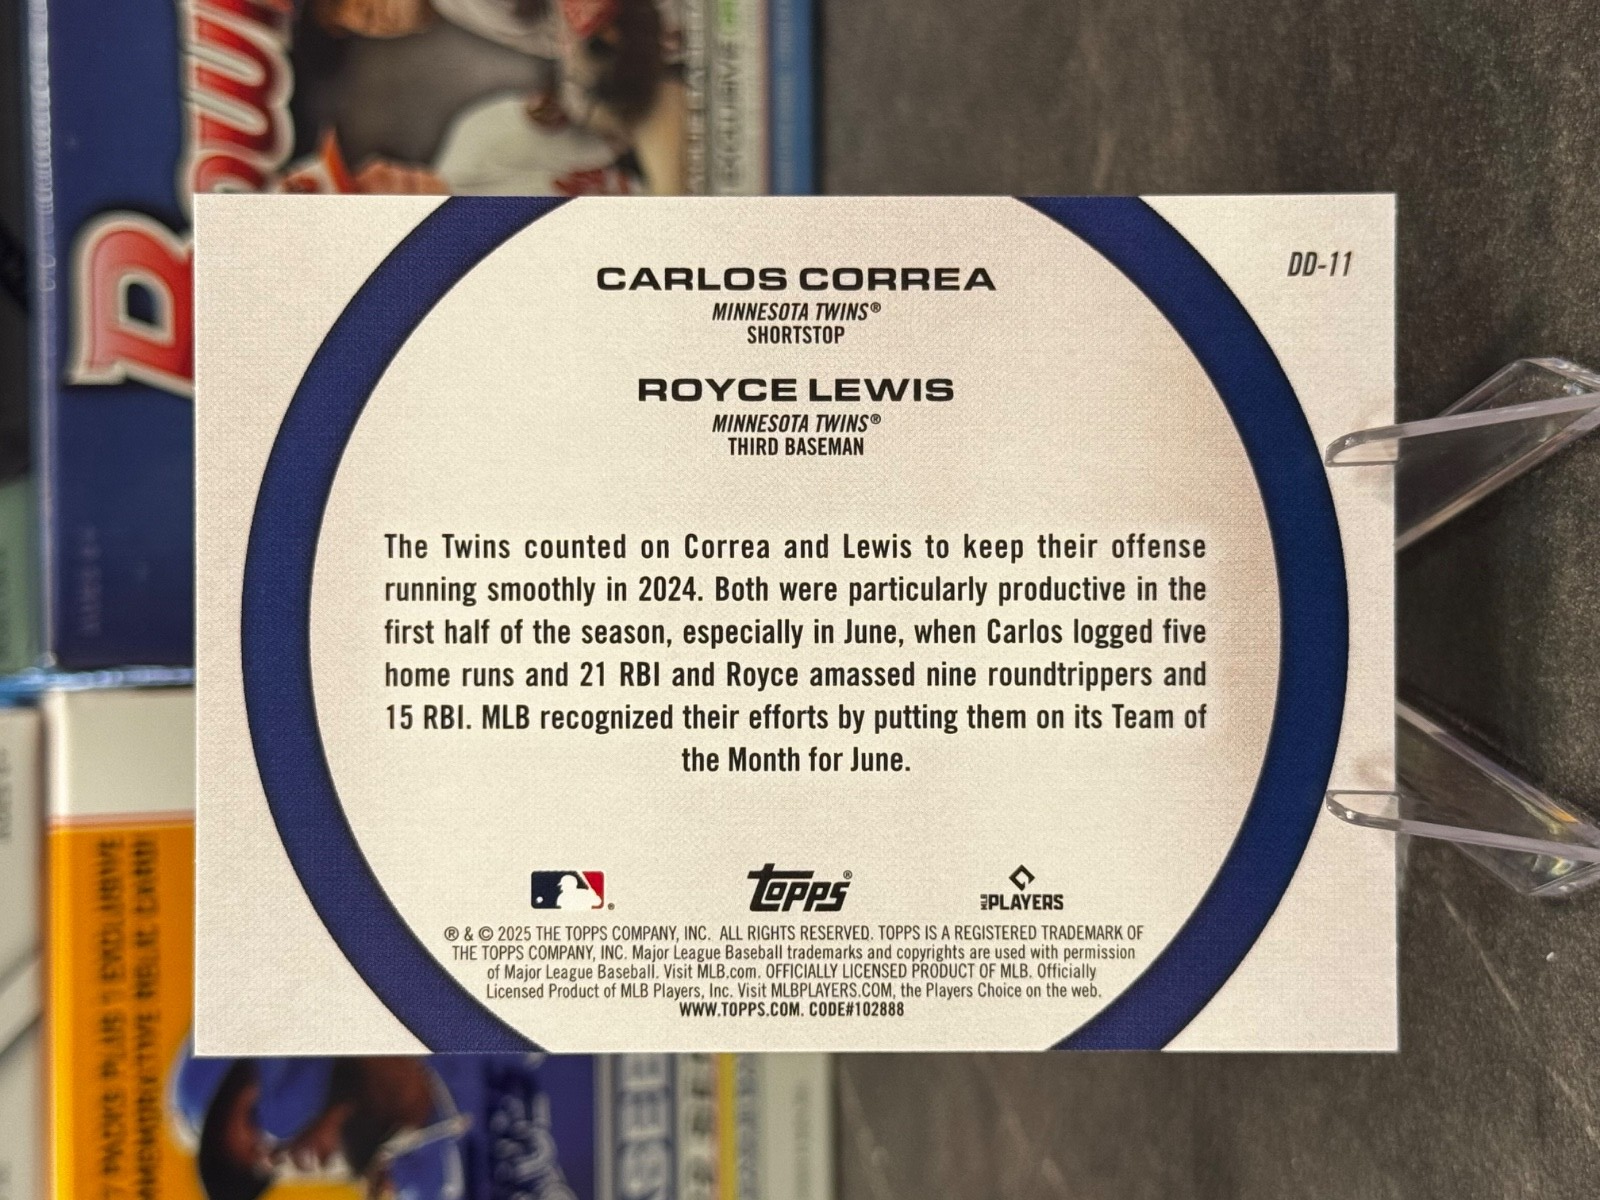 DD-11
CARLOS CORREA
MINNESOTA TWINS®
SHORTSTOP
ROYCE LEWIS
MINNESOTA TWINS®
THIRD BASEMAN
The Twins counted on Correa and Lewis to keep their offense
running smoothly in 2024. Both were particularly productive in the
first half of the season, especially in June, when Carlos logged five
home runs and 21 RBI and Royce amassed nine roundtrippers and
15 RBI. MLB recognized their efforts by putting them on its Team of
the Month for June.
Topps®
MLB PLAYERS
® & © 2025 THE TOPPS COMPANY, INC. ALL RIGHTS RESERVED. TOPPS IS A REGISTERED TRADEMARK OF
THE TOPPS COMPANY, INC. Major League Baseball trademarks and copyrights are used with permission
of Major League Baseball. Visit MLB.com. OFFICIALLY LICENSED PRODUCT OF MLB. Officially
Licensed Product of MLB Players, Inc. Visit MLBPLAYERS.COM, the Players Choice on the web.
WWW.TOPPS.COM. CODE#102888
Bow